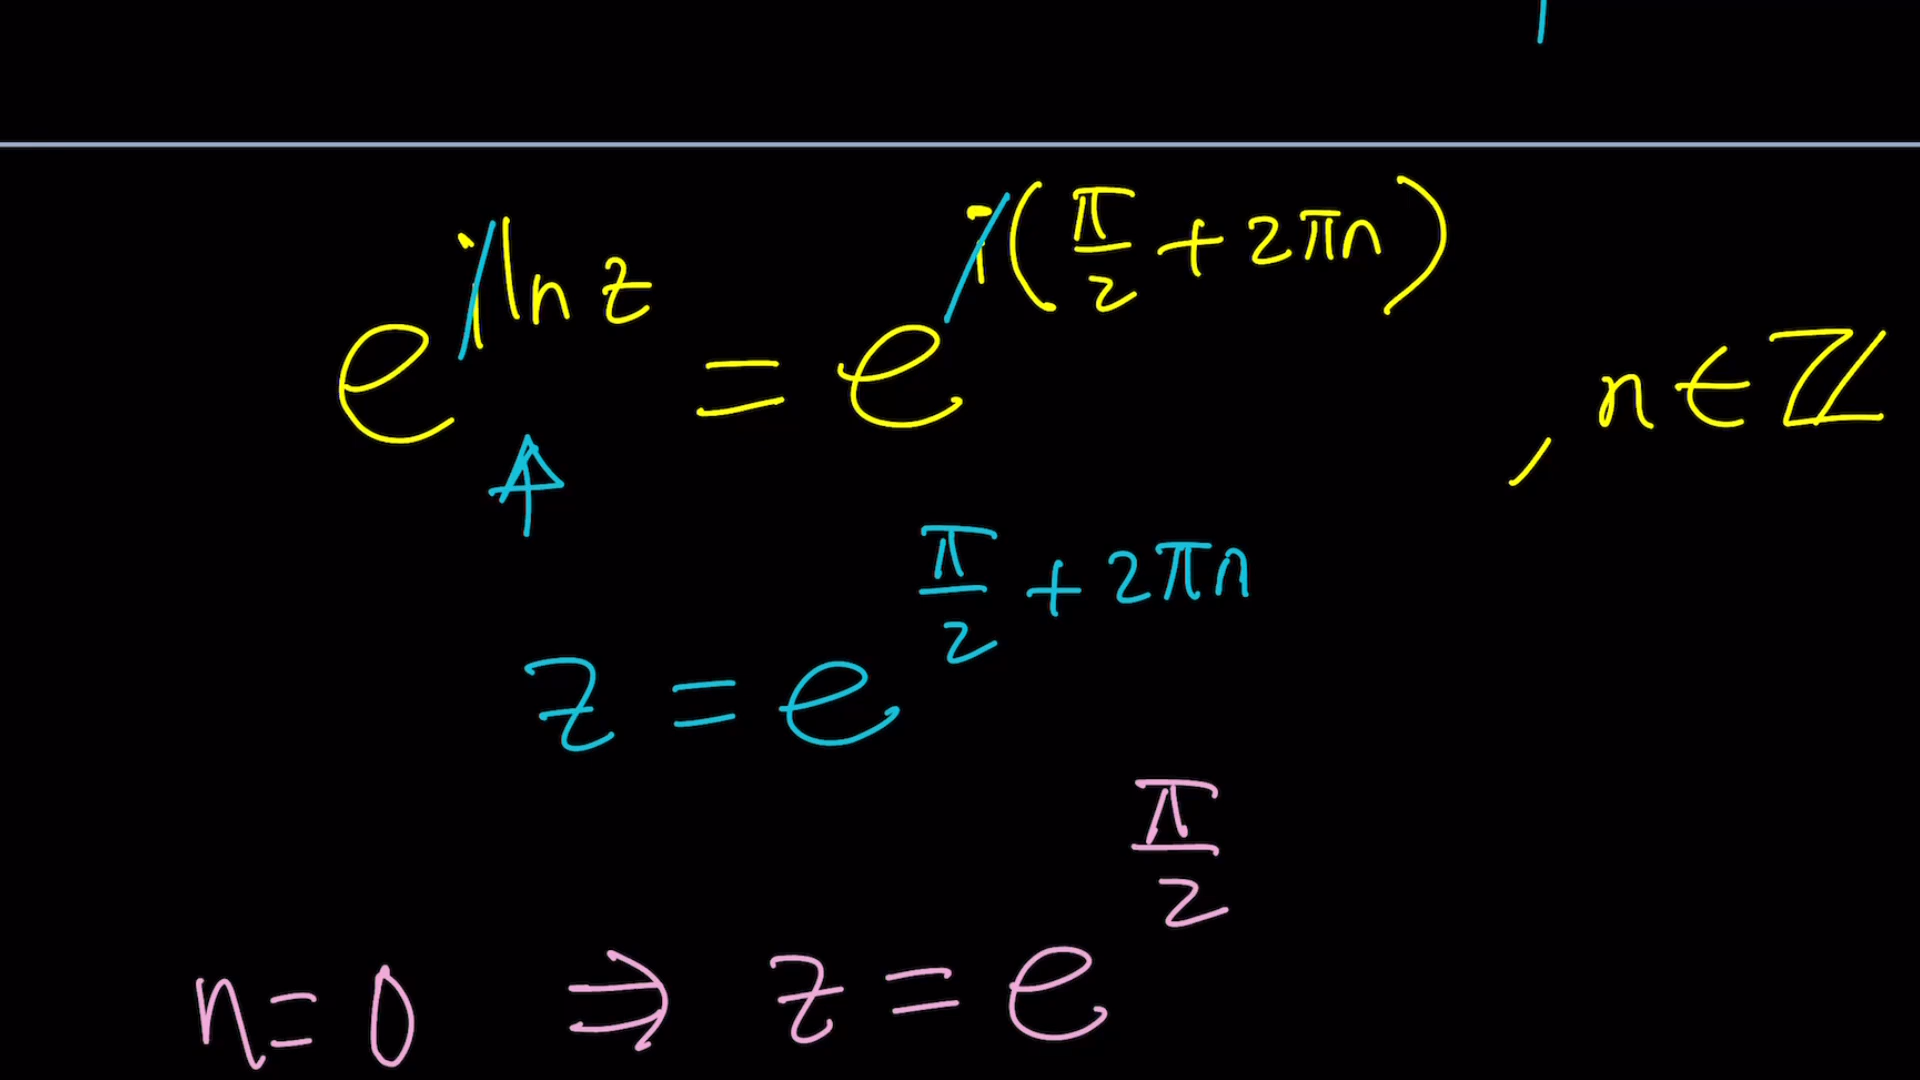 e^{i ln z} = e^{i(π/2 + 2πn)}, n ∈ ℤ
z = e^{π/2 + 2πn}
n = 0 ⇒ z = e^{π/2}